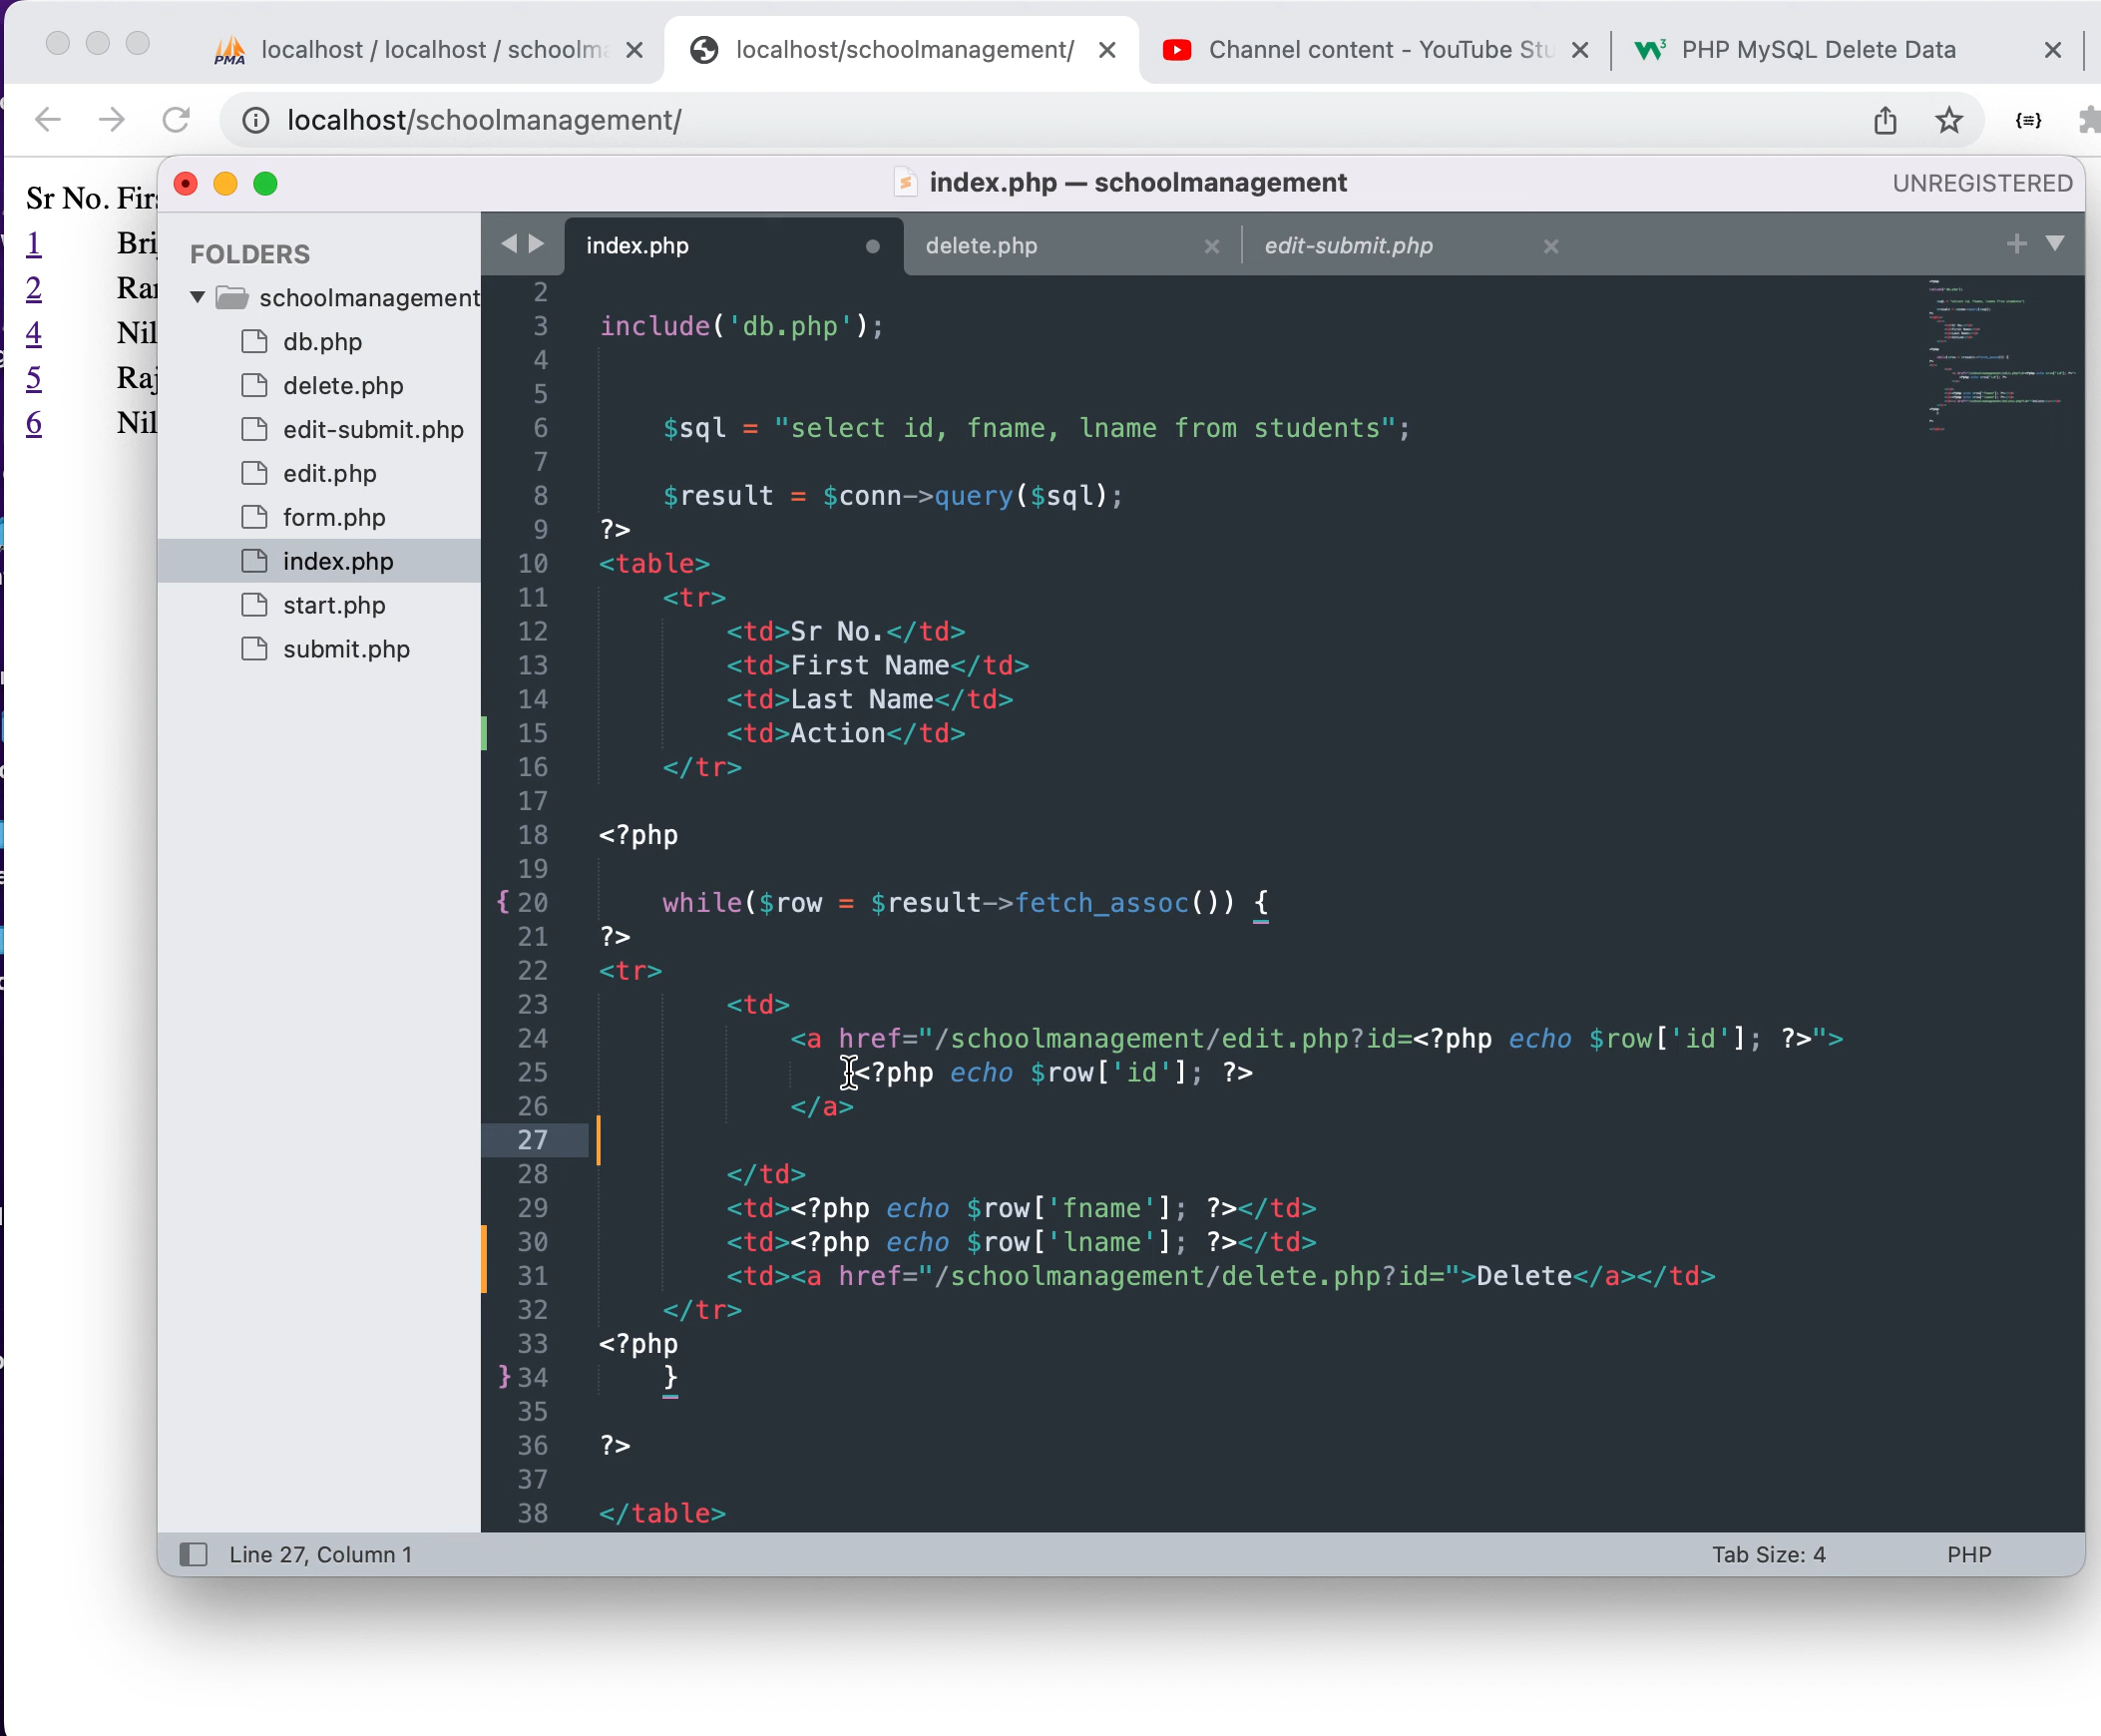 PMA localhost / localhost / schoolma
localhost/schoolmanagement/
Channel content - YouTube Stu
PHP MySQL Delete Data
localhost/schoolmanagement/
Sr No. Firs
1 Brij
2 Ran
4 Nil
5 Raj
6 Nil
index.php — schoolmanagement
UNREGISTERED
FOLDERS
schoolmanagement
db.php
delete.php
edit-submit.php
edit.php
form.php
index.php
start.php
submit.php
index.php
delete.php
edit-submit.php
2
3 include('db.php');
4
5
6 $sql = "select id, fname, lname from students";
7
8 $result = $conn->query($sql);
9 ?>
10 <table>
11 <tr>
12 <td>Sr No.</td>
13 <td>First Name</td>
14 <td>Last Name</td>
15 <td>Action</td>
16 </tr>
17
18 <?php
19
20 while($row = $result->fetch_assoc()) {
21 ?>
22 <tr>
23 <td>
24 <a href="/schoolmanagement/edit.php?id=<?php echo $row['id']; ?>">
25 <?php echo $row['id']; ?>
26 </a>
27
28 </td>
29 <td><?php echo $row['fname']; ?></td>
30 <td><?php echo $row['lname']; ?></td>
31 <td><a href="/schoolmanagement/delete.php?id=">Delete</a></td>
32 </tr>
33 <?php
34 }
35
36 ?>
37
38 </table>
Line 27, Column 1
Tab Size: 4
PHP